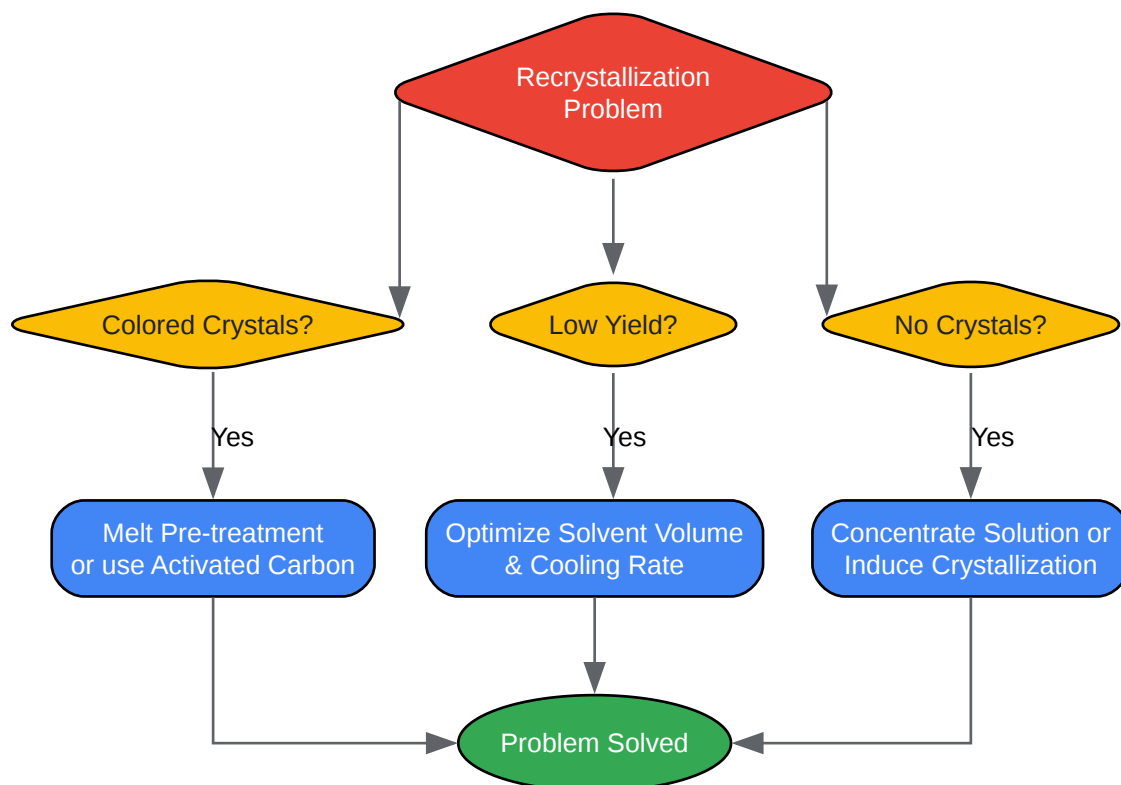 Recrystallization
Problem
Colored Crystals?
Low Yield?
No Crystals?
Yes
Yes
Yes
Melt Pre-treatment
or use Activated Carbon
Optimize Solvent Volume
& Cooling Rate
Concentrate Solution or
Induce Crystallization
Problem Solved